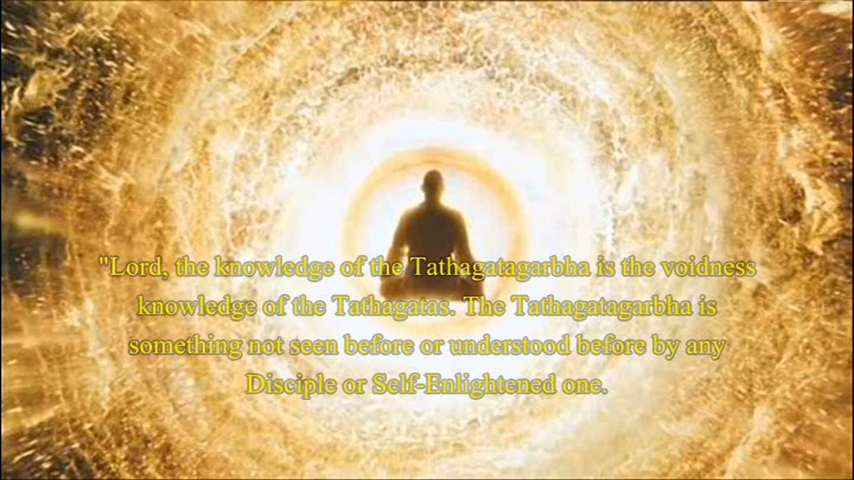 "Lord, the knowledge of the Tathagatagarbha is the voidness
knowledge of the Tathagatas. The Tathagatagarbha is
something not seen before or understood before by any
Disciple or Self-Enlightened one.